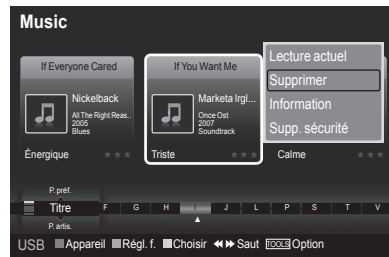 Music
If Everyone Cared
Nickelback
All The Right Reas..
2005
Blues
Énergique
If You Want Me
Marketa Irgl...
Once Ost
2007
Soundtrack
Triste
Calme
Lecture actuel
Supprimer
Information
Supp. sécurité
P.préf.
Titre F G H I J L P S T V
P.artis.
USB Appareil Régl. f. Choisir Saut TOOLS Option